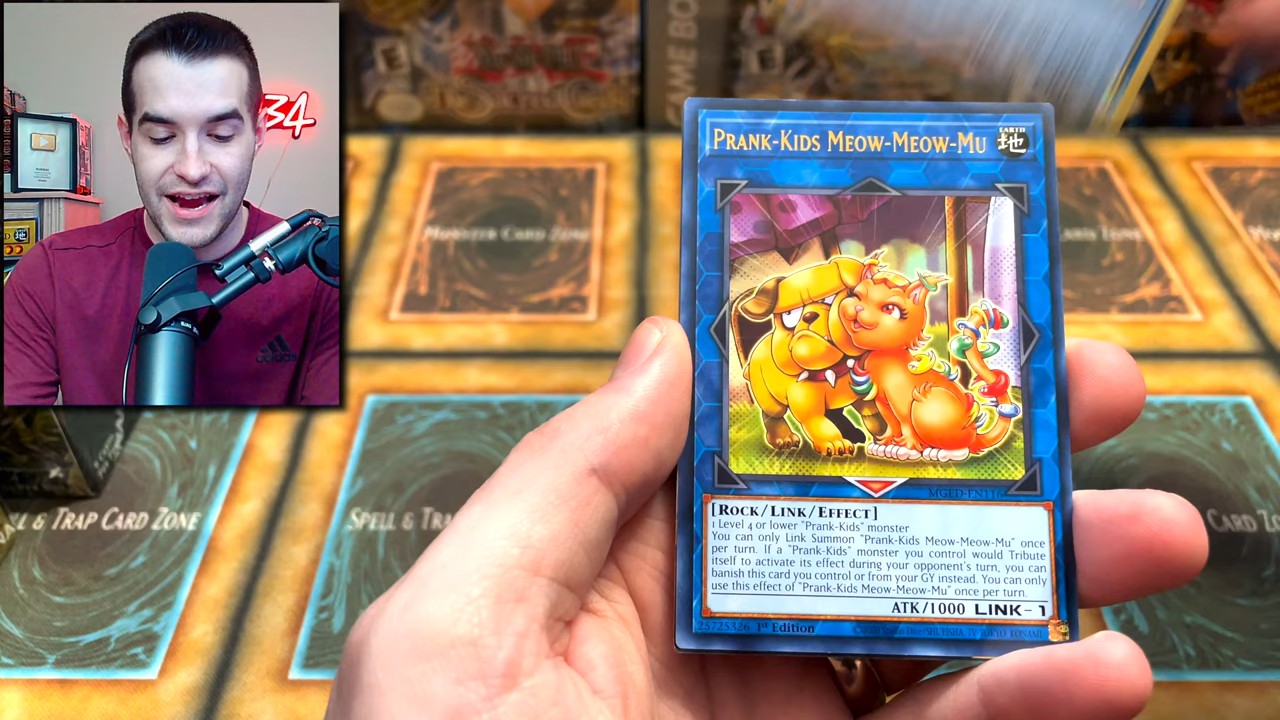 GAME BO
34
adidas
MONSTER CARD ZONE
PRANK-KIDS MEOW-MEOW-MU
EARTH
地
MGED-EN116
[ROCK/LINK/EFFECT]
1 Level 4 or lower "Prank-Kids" monster
You can only Link Summon "Prank-Kids Meow-Meow-Mu" once
per turn. If a "Prank-Kids" monster you control would Tribute
itself to activate its effect during your opponent's turn, you can
banish this card you control or from your GY instead. You can only
use this effect of "Prank-Kids Meow-Meow-Mu" once per turn.
ATK/1000 LINK-1
25725326 1st Edition
LL & TRAP CARD ZONE
SPELL & TRA
CARD ZONE